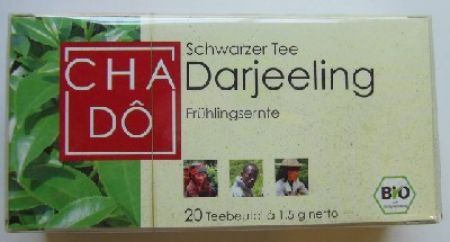 Schwarzer Tee
CHA
DÔ
Darjeeling
Frühlingsernte
20 Teebeutel à 1.5 g netto
BIO